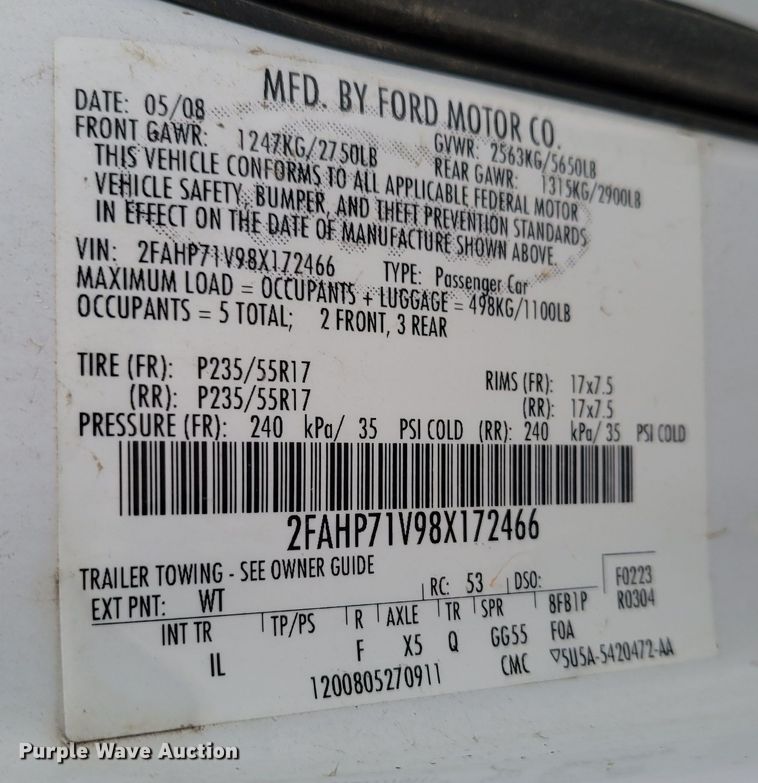 MFD. BY FORD MOTOR CO.
DATE: 05/08 GVWR: 2563KG/5650LB
FRONT GAWR: 1247KG/2750LB REAR GAWR: 1315KG/2900LB
THIS VEHICLE CONFORMS TO ALL APPLICABLE FEDERAL MOTOR
VEHICLE SAFETY, BUMPER, AND THEFT PREVENTION STANDARDS
IN EFFECT ON THE DATE OF MANUFACTURE SHOWN ABOVE.
VIN: 2FAHP71V98X172466 TYPE: Passenger Car
MAXIMUM LOAD = OCCUPANTS + LUGGAGE = 498KG/1100LB
OCCUPANTS = 5 TOTAL; 2 FRONT, 3 REAR
TIRE (FR): P235/55R17 RIMS (FR): 17x7.5
(RR): P235/55R17 (RR): 17x7.5
PRESSURE (FR): 240 kPa/ 35 PSI COLD (RR): 240 kPa/ 35 PSI COLD
2FAHP71V98X172466
TRAILER TOWING - SEE OWNER GUIDE
EXT PNT: WT RC: 53 DSO: F0223
INT TR TP/PS R AXLE TR SPR 8FB1P R0304
IL F X5 Q GG55 F0A
1200805270911 CMC ▽5U5A-5420472-AA
Purple Wave Auction